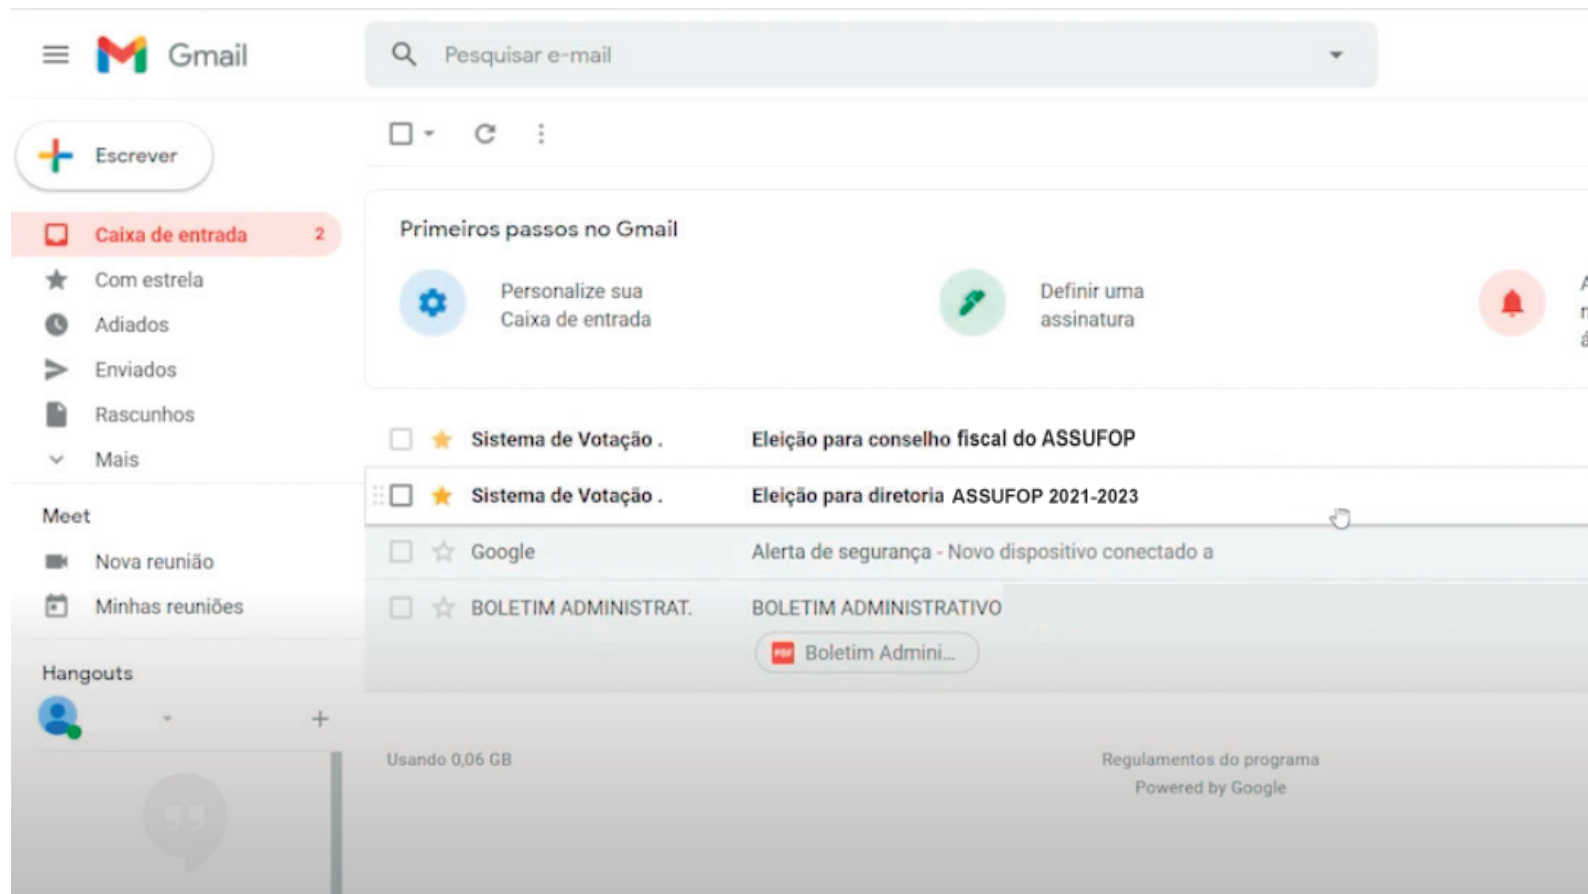 Gmail
Pesquisar e-mail
Escrever
Caixa de entrada 2
Com estrela
Adiados
Enviados
Rascunhos
Mais
Meet
Nova reunião
Minhas reuniões
Hangouts
Primeiros passos no Gmail
Personalize sua
Caixa de entrada
Definir uma
assinatura
Sistema de Votação . Eleição para conselho fiscal do ASSUFOP
Sistema de Votação . Eleição para diretoria ASSUFOP 2021-2023
Google Alerta de segurança - Novo dispositivo conectado a
BOLETIM ADMINISTRAT. BOLETIM ADMINISTRATIVO
PDF Boletim Admini...
Usando 0,06 GB
Regulamentos do programa
Powered by Google